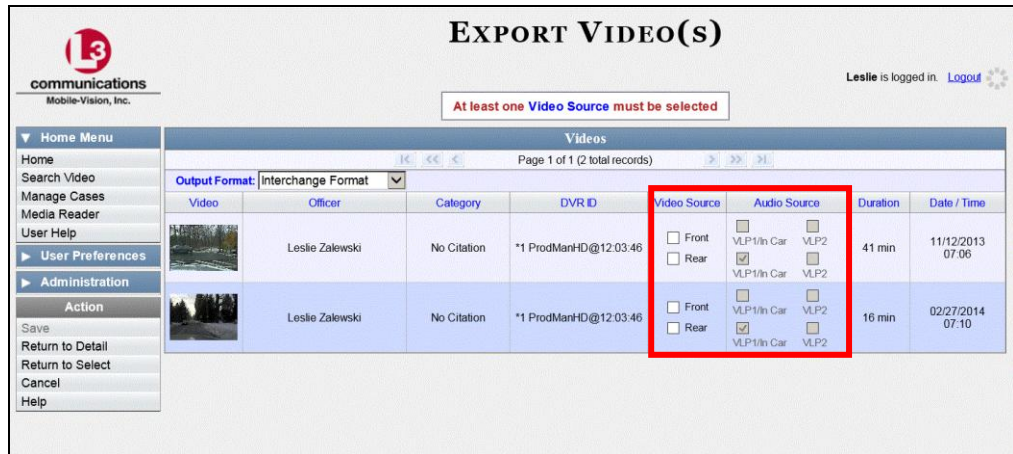 EXPORT VIDEO(S)
L3
communications
Mobile-Vision, Inc.
Leslie is logged in. Logout
At least one Video Source must be selected
Home Menu
Home
Search Video
Manage Cases
Media Reader
User Help
User Preferences
Administration
Action
Save
Return to Detail
Return to Select
Cancel
Help
Videos
Page 1 of 1 (2 total records)
Output Format: Interchange Format
Video Officer Category DVR ID Video Source Audio Source Duration Date / Time
Leslie Zalewski No Citation *1 ProdManHD@12:03:46 41 min 11/12/2013 07:06
Front VLP1/In Car VLP2
Rear VLP1/In Car VLP2
Leslie Zalewski No Citation *1 ProdManHD@12:03:46 16 min 02/27/2014 07:10
Front VLP1/In Car VLP2
Rear VLP1/In Car VLP2